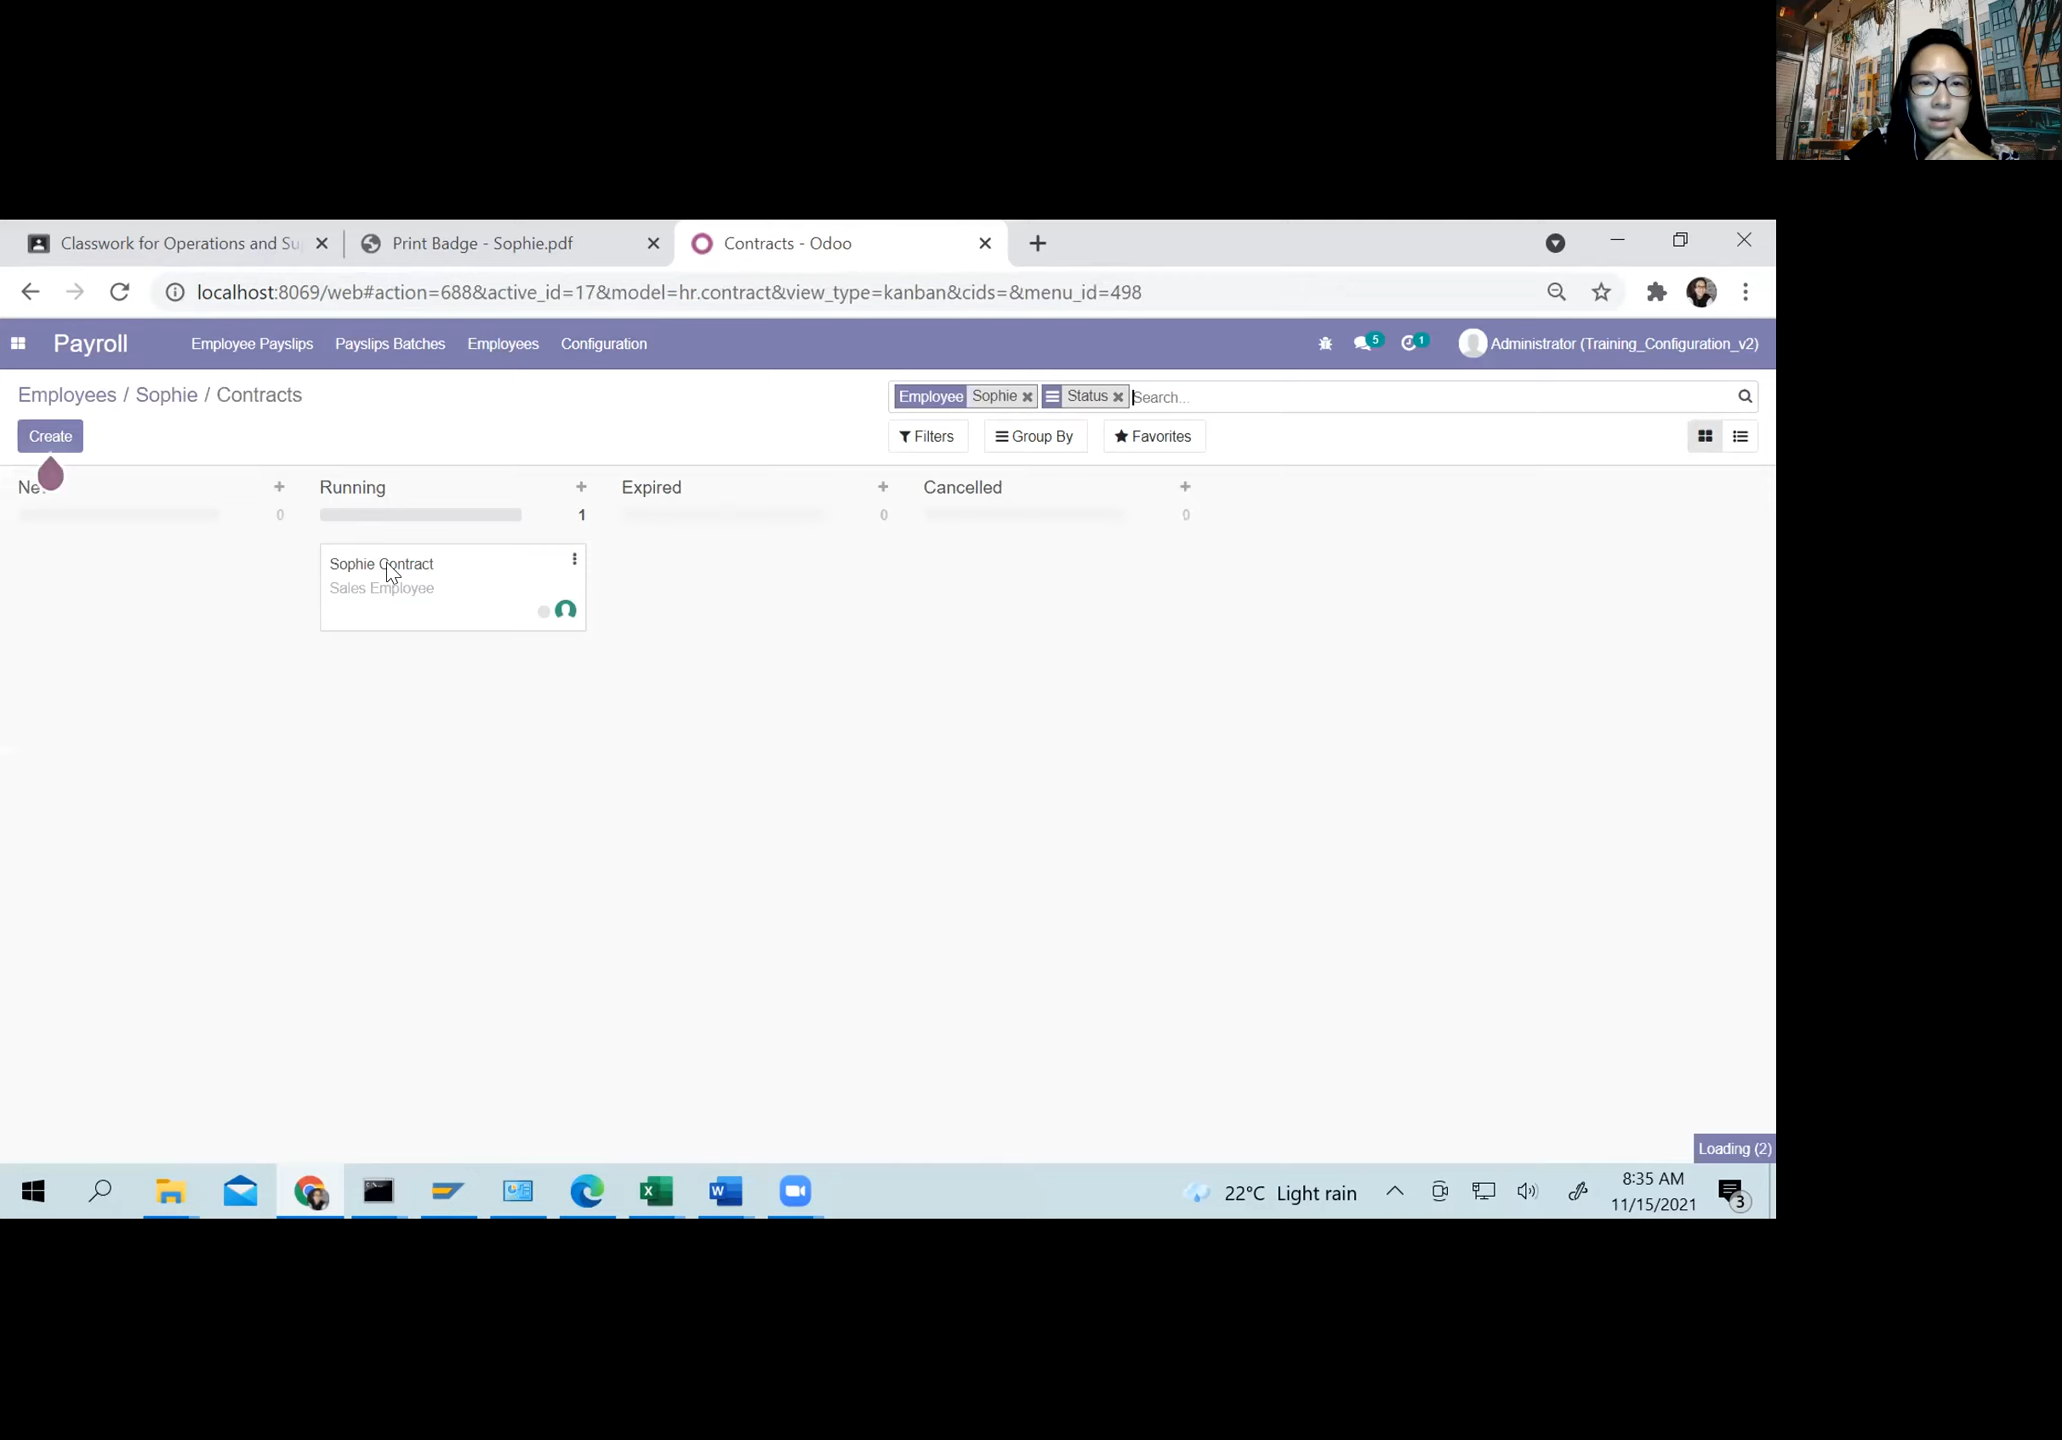 Classwork for Operations and Su
Print Badge - Sophie.pdf
Contracts - Odoo
localhost:8069/web#action=688&active_id=17&model=hr.contract&view_type=kanban&cids=&menu_id=498
Payroll
Employee Payslips
Payslips Batches
Employees
Configuration
5
1
Administrator (Training_Configuration_v2)
Employees / Sophie / Contracts
Employee Sophie
Status
Search...
Create
Filters
Group By
Favorites
Ne
Running
Expired
Cancelled
0
1
0
0
Sophie Contract
Sales Employee
Loading (2)
22°C Light rain
8:35 AM
11/15/2021
3